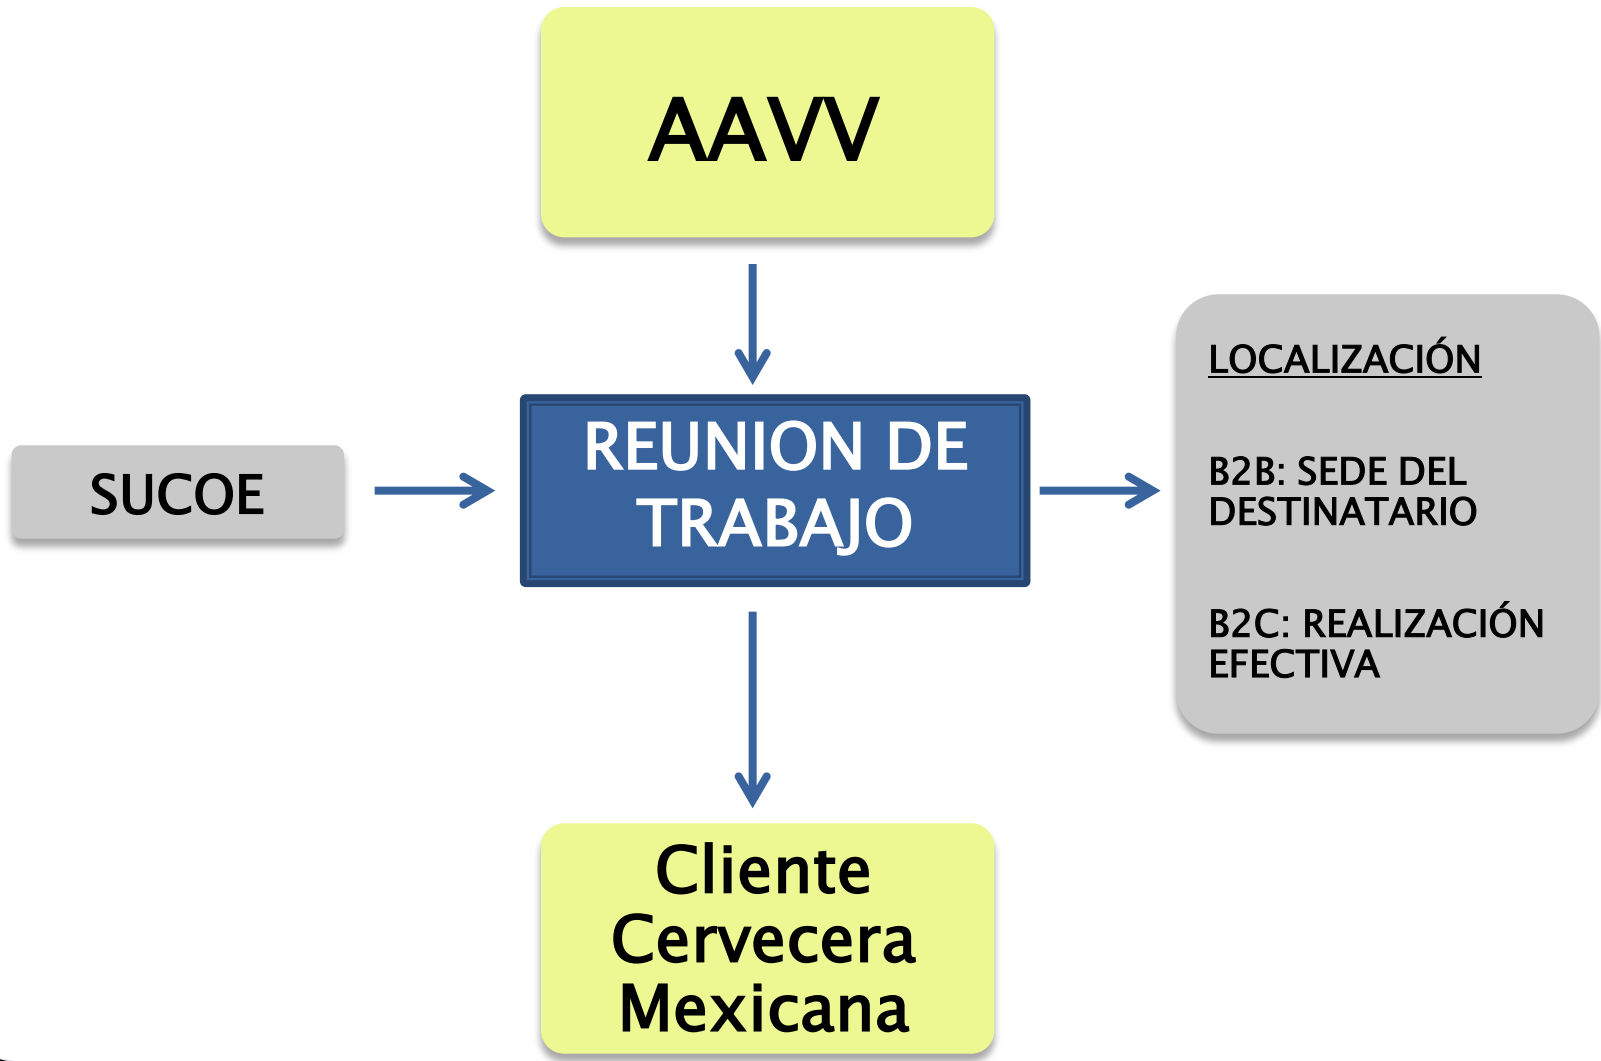 AAVV
SUCOE
REUNION DE
TRABAJO
LOCALIZACIÓN
B2B: SEDE DEL
DESTINATARIO
B2C: REALIZACIÓN
EFECTIVA
Cliente
Cervecera
Mexicana